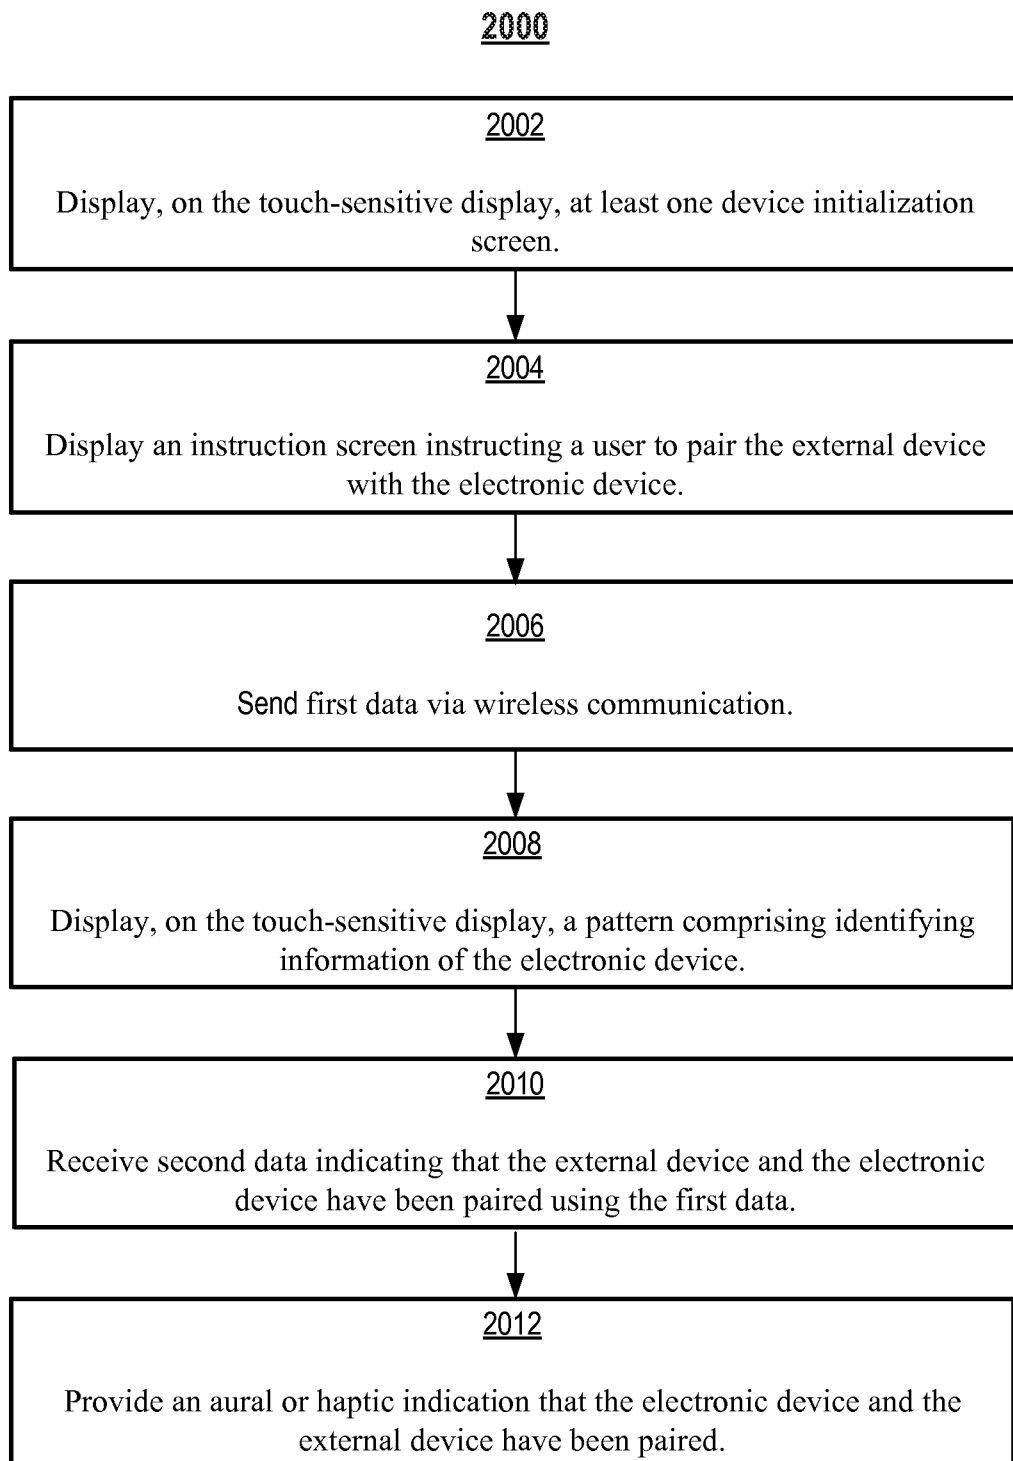 2000
2002
Display, on the touch-sensitive display, at least one device initialization
screen.
2004
Display an instruction screen instructing a user to pair the external device
with the electronic device.
2006
Send first data via wireless communication.
2008
Display, on the touch-sensitive display, a pattern comprising identifying
information of the electronic device.
2010
Receive second data indicating that the external device and the electronic
device have been paired using the first data.
2012
Provide an aural or haptic indication that the electronic device and the
external device have been paired.